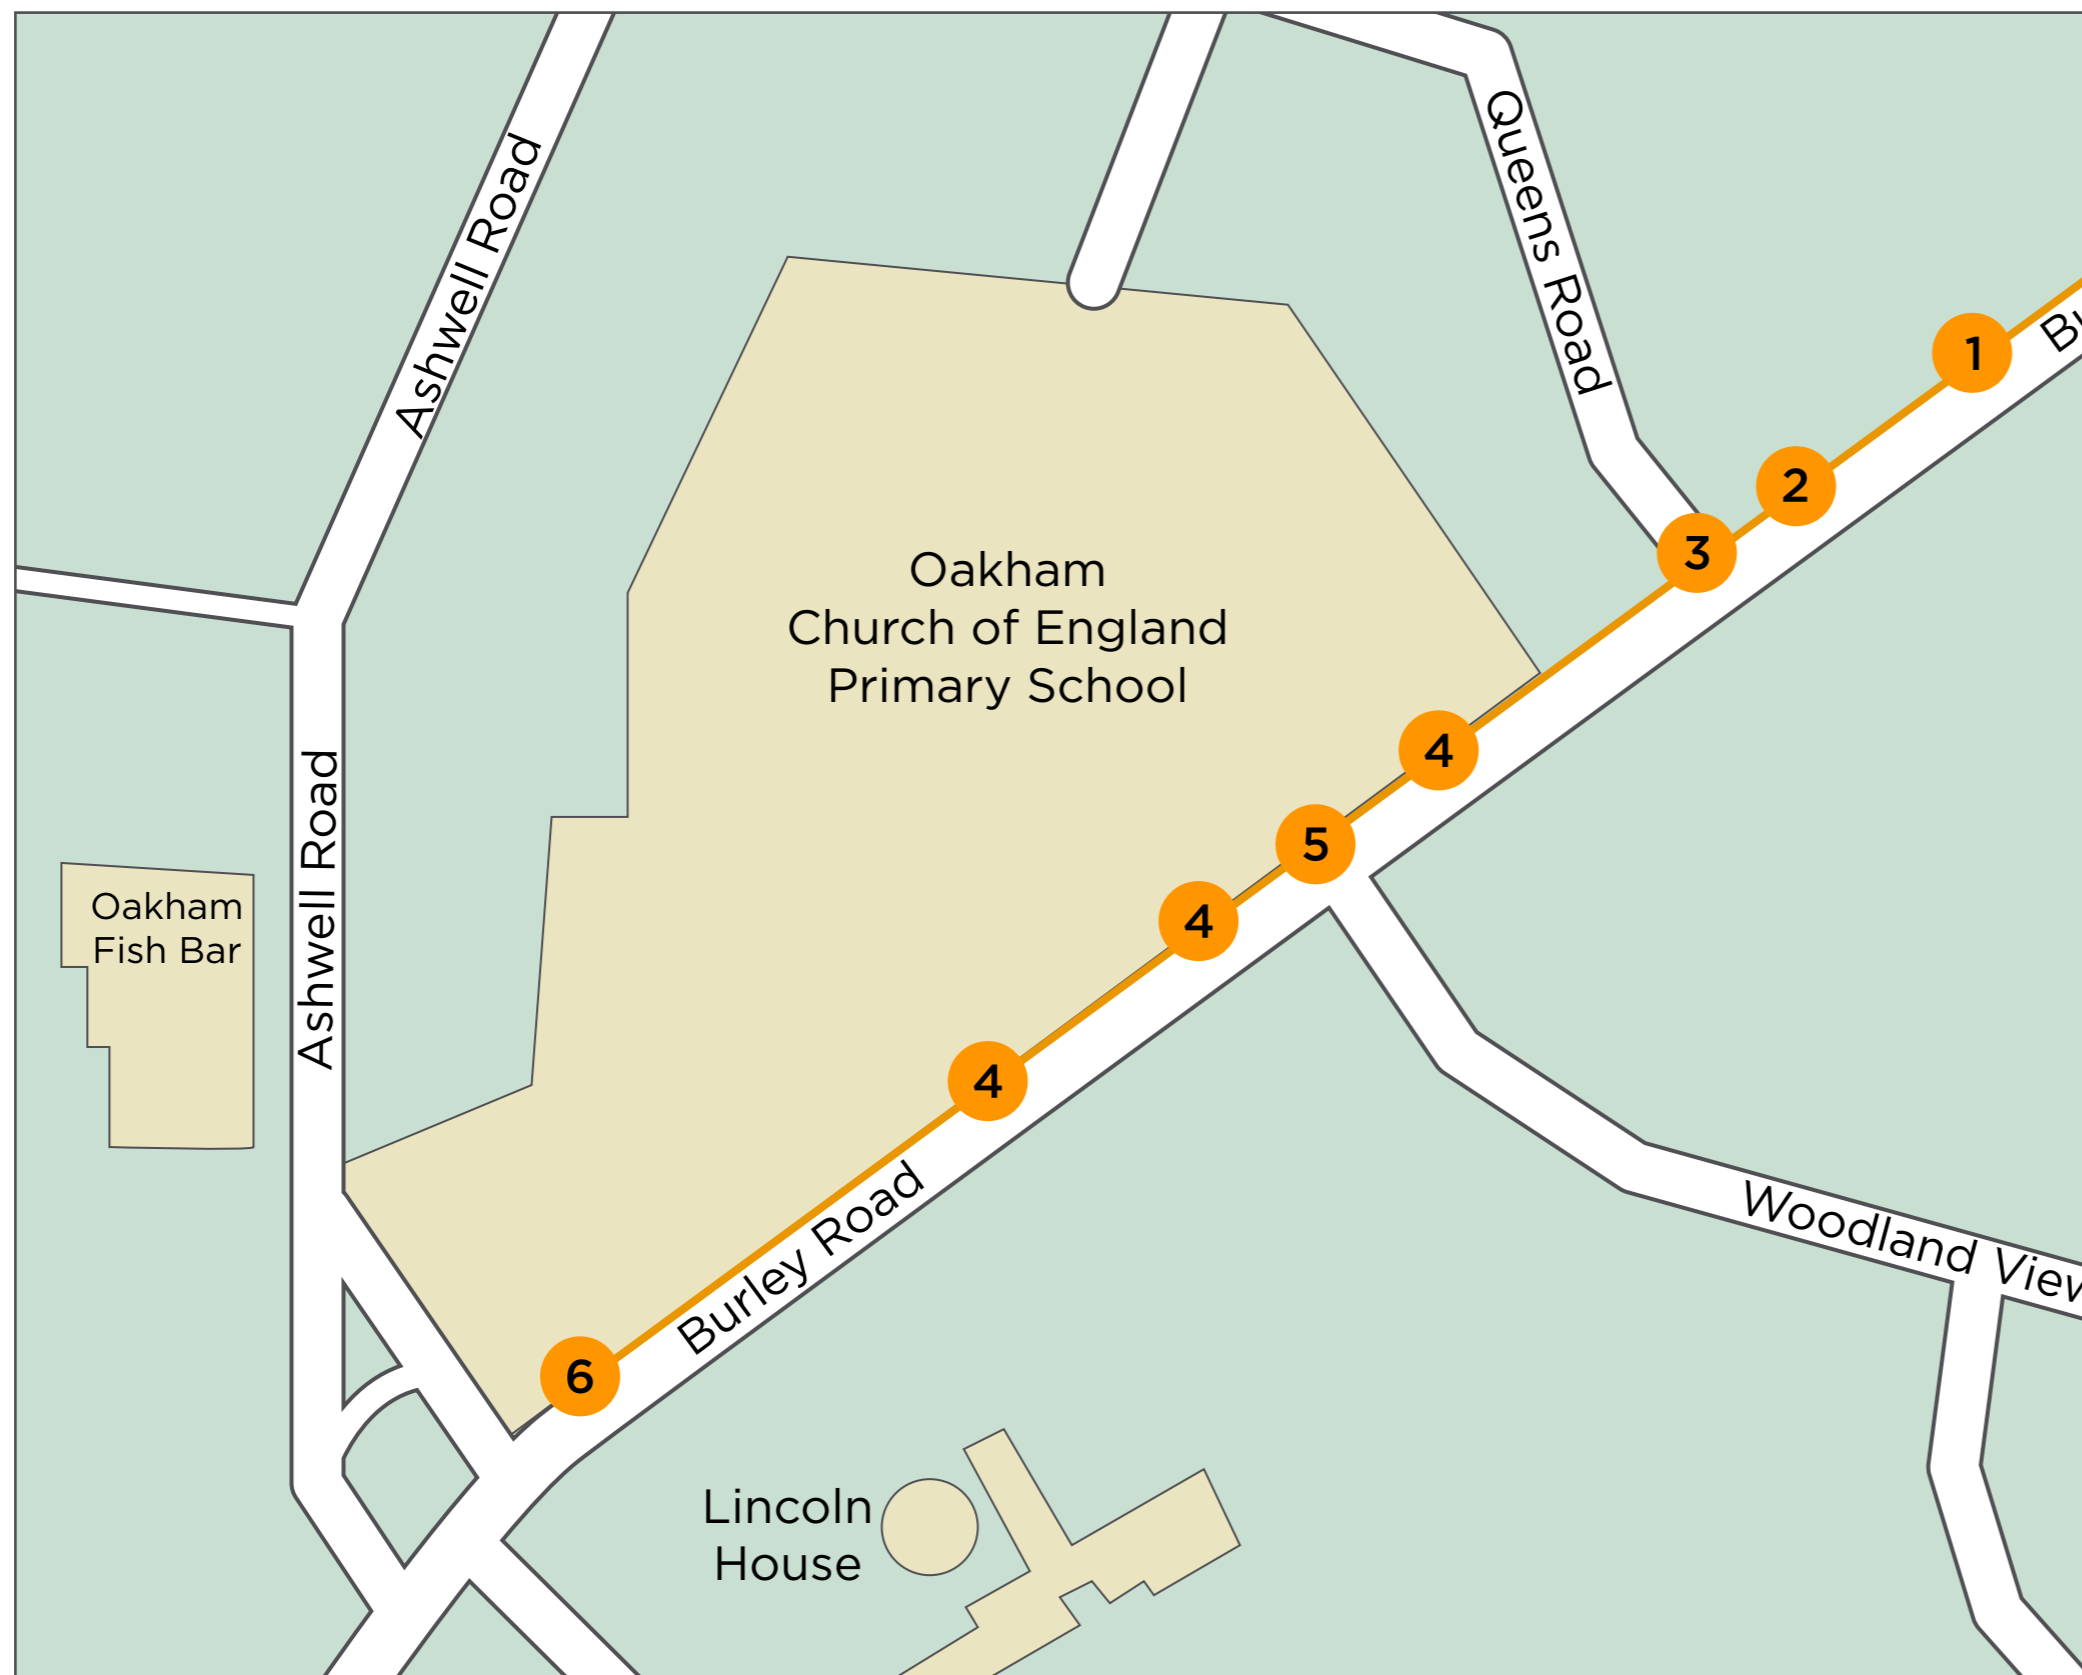 Ashwell Road
Queens Road
1
2
3
Oakham
Church of England
Primary School
4
5
4
4
Ashwell Road
Oakham
Fish Bar
Burley Road
Woodland
6
Lincoln
House